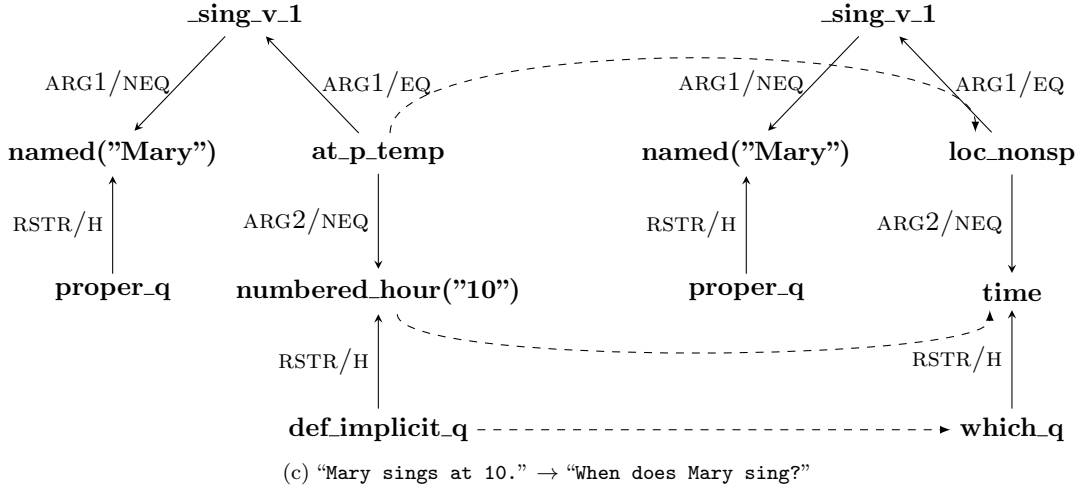 _sing_v_1 _sing_v_1
ARG1/NEQ ARG1/EQ ARG1/NEQ ARG1/EQ
named(”Mary”) at_p_temp named(”Mary”) loc_nonsp
RSTR/H ARG2/NEQ RSTR/H ARG2/NEQ
proper_q numbered_hour(”10”) proper_q time
RSTR/H RSTR/H
def_implicit_q which_q
(c) “Mary sings at 10.” → “When does Mary sing?”